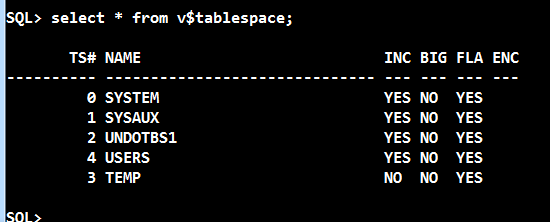 SQL> select * from v$tablespace;
TS# NAME INC BIG FLA ENC
---------- ------------------------------ --- --- --- ---
0 SYSTEM YES NO YES
1 SYSAUX YES NO YES
2 UNDOTBS1 YES NO YES
4 USERS YES NO YES
3 TEMP NO NO YES
SQL>